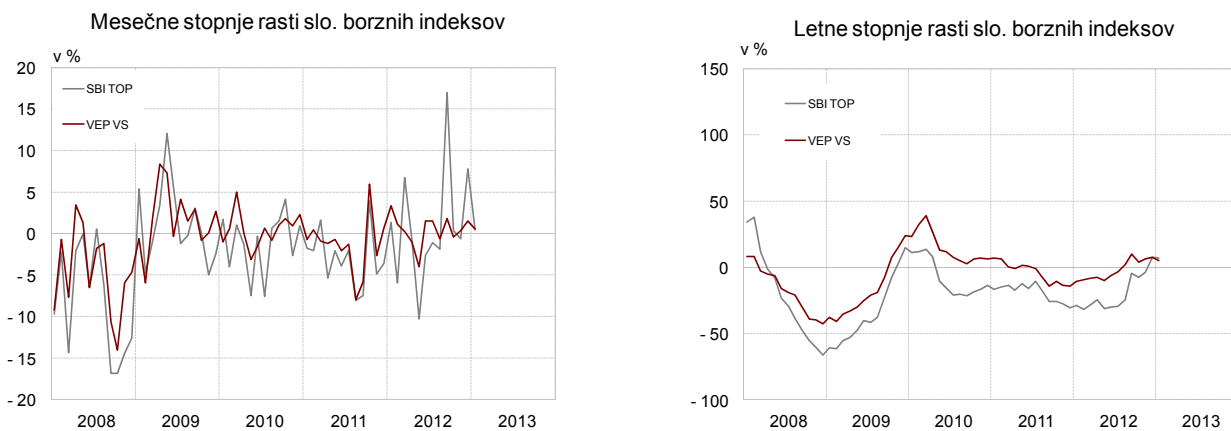 Mesečne stopnje rasti slo. borznih indeksov
v %
20
15
10
5
0
- 5
- 10
- 15
- 20
SBI TOP
VEP VS
2008 2009 2010 2011 2012 2013
Letne stopnje rasti slo. borznih indeksov
v %
150
100
50
0
- 50
- 100
SBI TOP
VEP VS
2008 2009 2010 2011 2012 2013